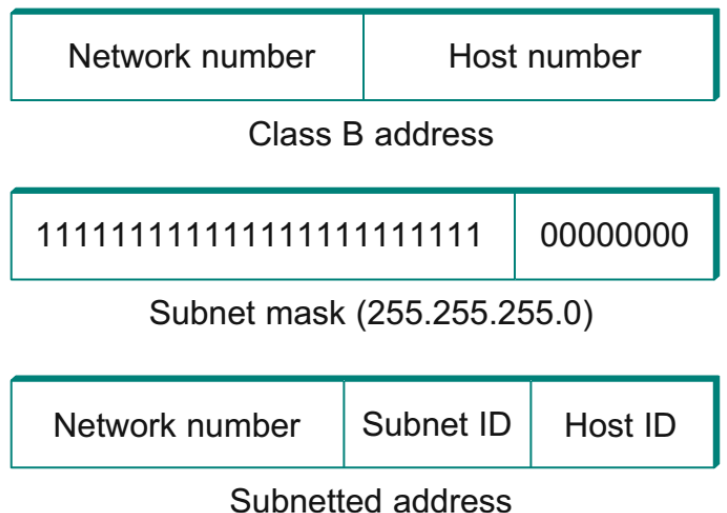 Network number
Host number
Class B address
111111111111111111111111
00000000
Subnet mask (255.255.255.0)
Network number
Subnet ID
Host ID
Subnetted address